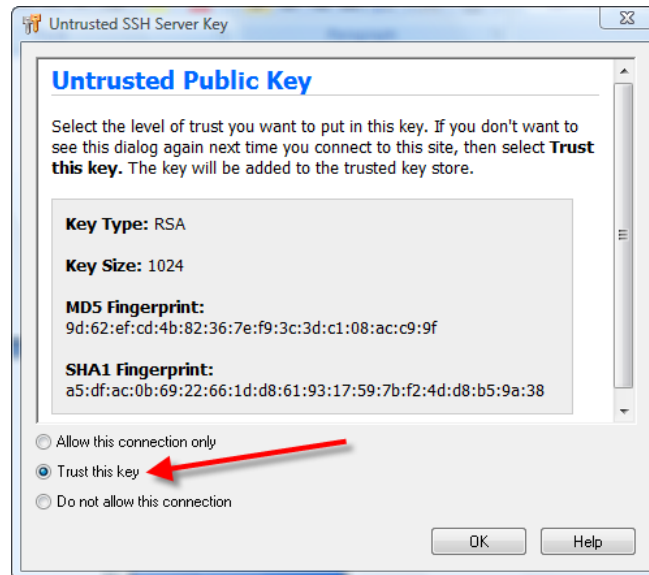 Untrusted SSH Server Key
Untrusted Public Key
Select the level of trust you want to put in this key. If you don't want to
see this dialog again next time you connect to this site, then select Trust
this key. The key will be added to the trusted key store.
Key Type: RSA
Key Size: 1024
MD5 Fingerprint:
9d:62:ef:cd:4b:82:36:7e:f9:3c:3d:c1:08:ac:c9:9f
SHA1 Fingerprint:
a5:df:ac:0b:69:22:66:1d:d8:61:93:17:59:7b:f2:4d:d8:b5:9a:38
Allow this connection only
Trust this key
Do not allow this connection
OK Help